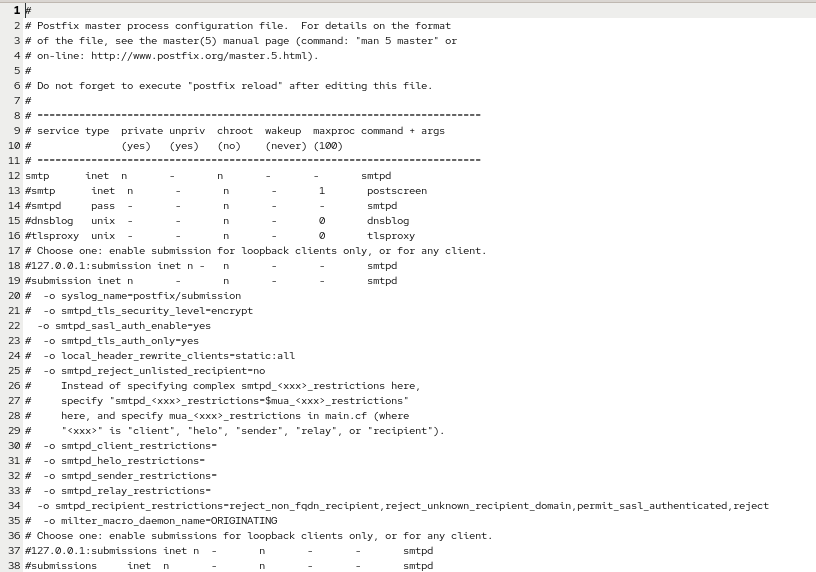 1 #
2 # Postfix master process configuration file.  For details on the format
3 # of the file, see the master(5) manual page (command: "man 5 master" or
4 # on-line: http://www.postfix.org/master.5.html).
5 #
6 # Do not forget to execute "postfix reload" after editing this file.
7 #
8 # --------------------------------------------------------------------------
9 # service type  private unpriv  chroot  wakeup  maxproc command + args
10 #               (yes)   (yes)   (no)    (never) (100)
11 # --------------------------------------------------------------------------
12 smtp      inet  n       -       n       -       -       smtpd
13 #smtp      inet  n       -       n       -       1       postscreen
14 #smtpd     pass  -       -       n       -       -       smtpd
15 #dnsblog   unix  -       -       n       -       0       dnsblog
16 #tlsproxy  unix  -       -       n       -       0       tlsproxy
17 # Choose one: enable submission for loopback clients only, or for any client.
18 #127.0.0.1:submission inet n -   n       -       -       smtpd
19 #submission inet n       -       n       -       -       smtpd
20 #  -o syslog_name=postfix/submission
21 #  -o smtpd_tls_security_level=encrypt
22   -o smtpd_sasl_auth_enable=yes
23 #  -o smtpd_tls_auth_only=yes
24 #  -o local_header_rewrite_clients=static:all
25 #  -o smtpd_reject_unlisted_recipient=no
26 #     Instead of specifying complex smtpd_<xxx>_restrictions here,
27 #     specify "smtpd_<xxx>_restrictions=$mua_<xxx>_restrictions"
28 #     here, and specify mua_<xxx>_restrictions in main.cf (where
29 #     "<xxx>" is "client", "helo", "sender", "relay", or "recipient").
30 #  -o smtpd_client_restrictions=
31 #  -o smtpd_helo_restrictions=
32 #  -o smtpd_sender_restrictions=
33 #  -o smtpd_relay_restrictions=
34   -o smtpd_recipient_restrictions=reject_non_fqdn_recipient,reject_unknown_recipient_domain,permit_sasl_authenticated,reject
35 #  -o milter_macro_daemon_name=ORIGINATING
36 # Choose one: enable submissions for loopback clients only, or for any client.
37 #127.0.0.1:submissions inet n  -       n       -       -       smtpd
38 #submissions     inet  n       -       n       -       -       smtpd